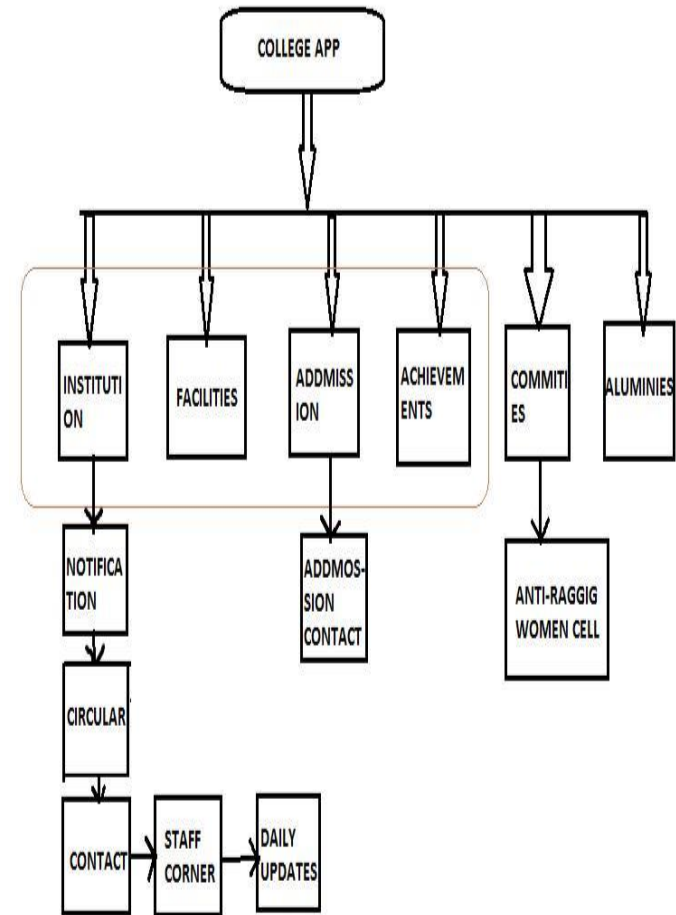 COLLEGE APP
INSTITUTI
ON
FACILITIES
ADDMISS
ION
ACHIEVEM
ENTS
COMMITI
ES
ALUMINIES
NOTIFICA
TION
ADDMOS-
SION
CONTACT
ANTI-RAGGIG
WOMEN CELL
CIRCULAR
CONTACT
STAFF
CORNER
DAILY
UPDATES